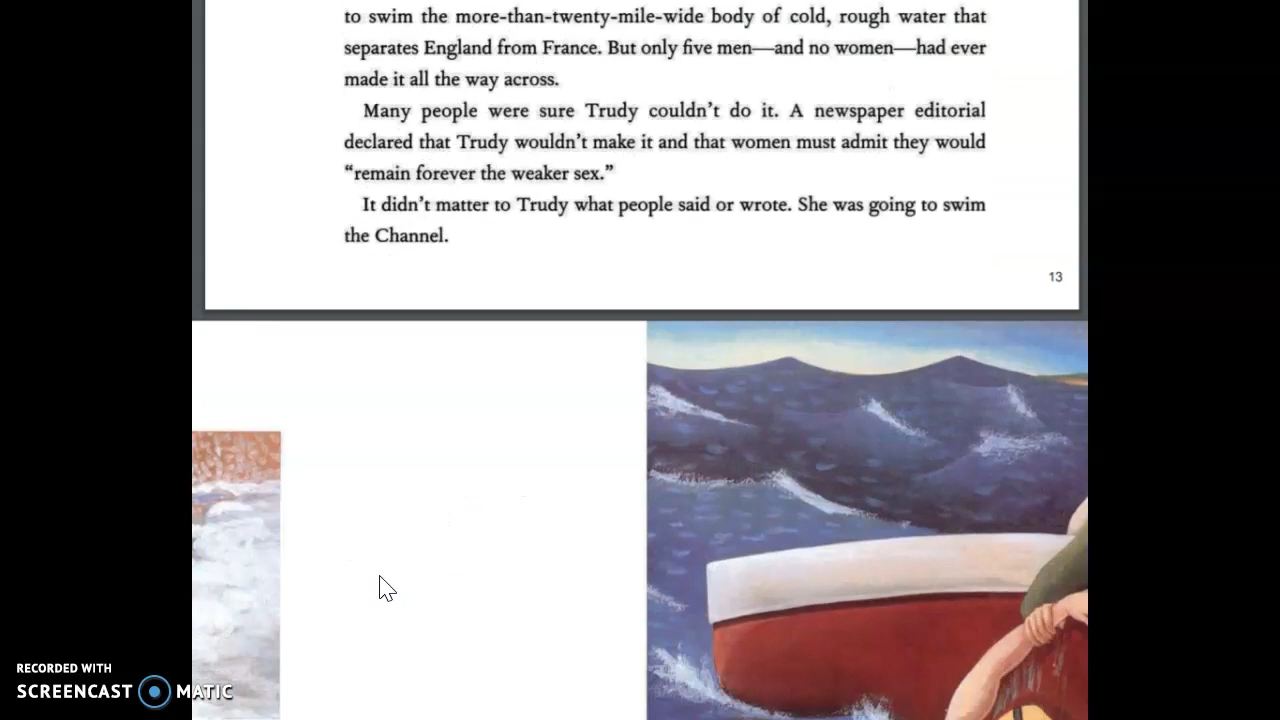 to swim the more-than-twenty-mile-wide body of cold, rough water that
separates England from France. But only five men—and no women—had ever
made it all the way across.
Many people were sure Trudy couldn’t do it. A newspaper editorial
declared that Trudy wouldn’t make it and that women must admit they would
“remain forever the weaker sex.”
It didn’t matter to Trudy what people said or wrote. She was going to swim
the Channel.
13
RECORDED WITH
SCREENCAST MATIC